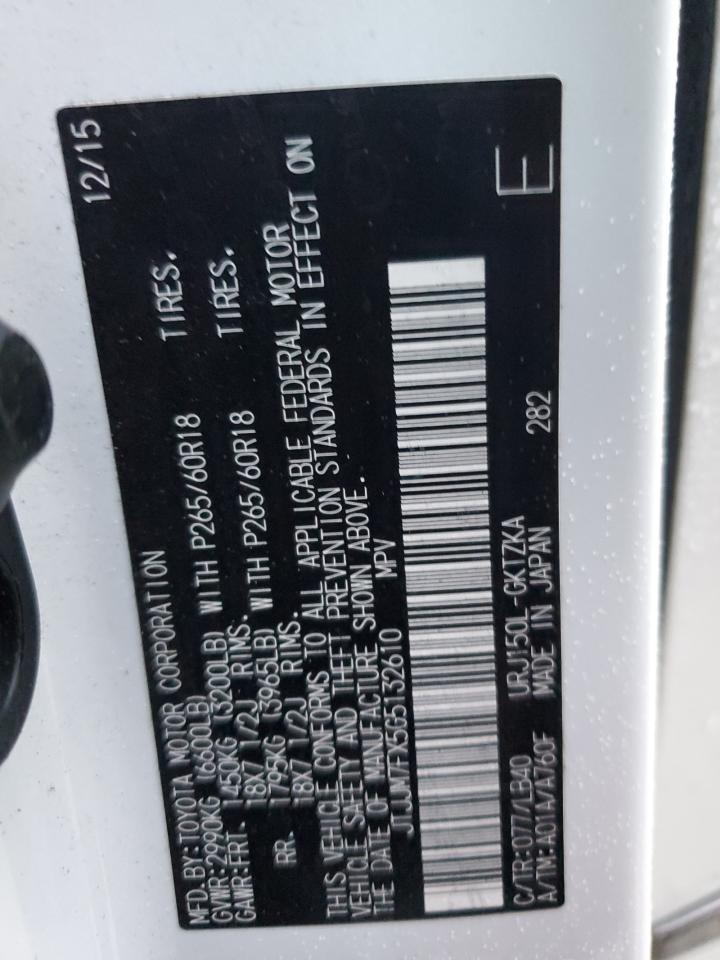 MFD.BY:TOYOTA MOTOR CORPORATION 12/15
GVWR:2990KG (6600LB)
GAWR:FRT. 1450KG (3200LB) WITH P265/60R18 TIRES.
18X7 1/2J RIMS.
RR. 1795KG (3965LB) WITH P265/60R18 TIRES.
18X7 1/2J RIMS.
THIS VEHICLE CONFORMS TO ALL APPLICABLE FEDERAL MOTOR
VEHICLE SAFETY AND THEFT PREVENTION STANDARDS IN EFFECT ON
THE DATE OF MANUFACTURE SHOWN ABOVE.
JTJJM7FX5G5132610 MPV
E
C/TR:077/LB40 URJ150L-GKTZKA
A/TM:A01A/A760F MADE IN JAPAN 282